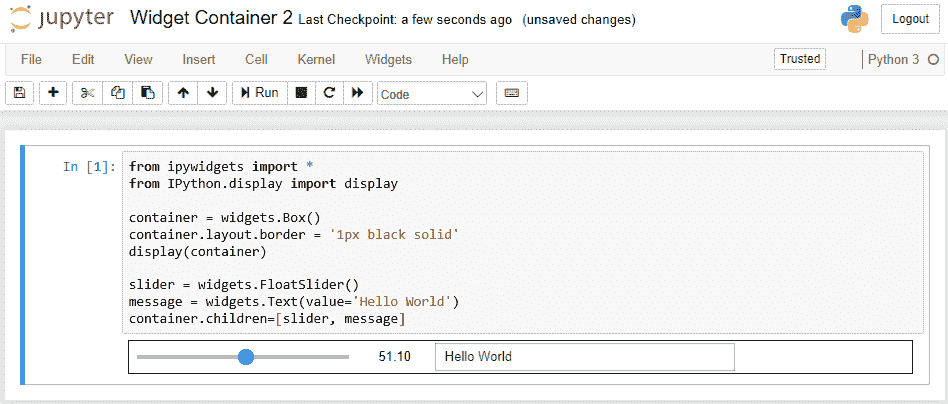 jupyter Widget Container 2 Last Checkpoint: a few seconds ago (unsaved changes) Logout
File Edit View Insert Cell Kernel Widgets Help Trusted Python 3
Run Code
In [1]: from ipywidgets import *
from IPython.display import display
container = widgets.Box()
container.layout.border = '1px black solid'
display(container)
slider = widgets.FloatSlider()
message = widgets.Text(value='Hello World')
container.children=[slider, message]
51.10 Hello World